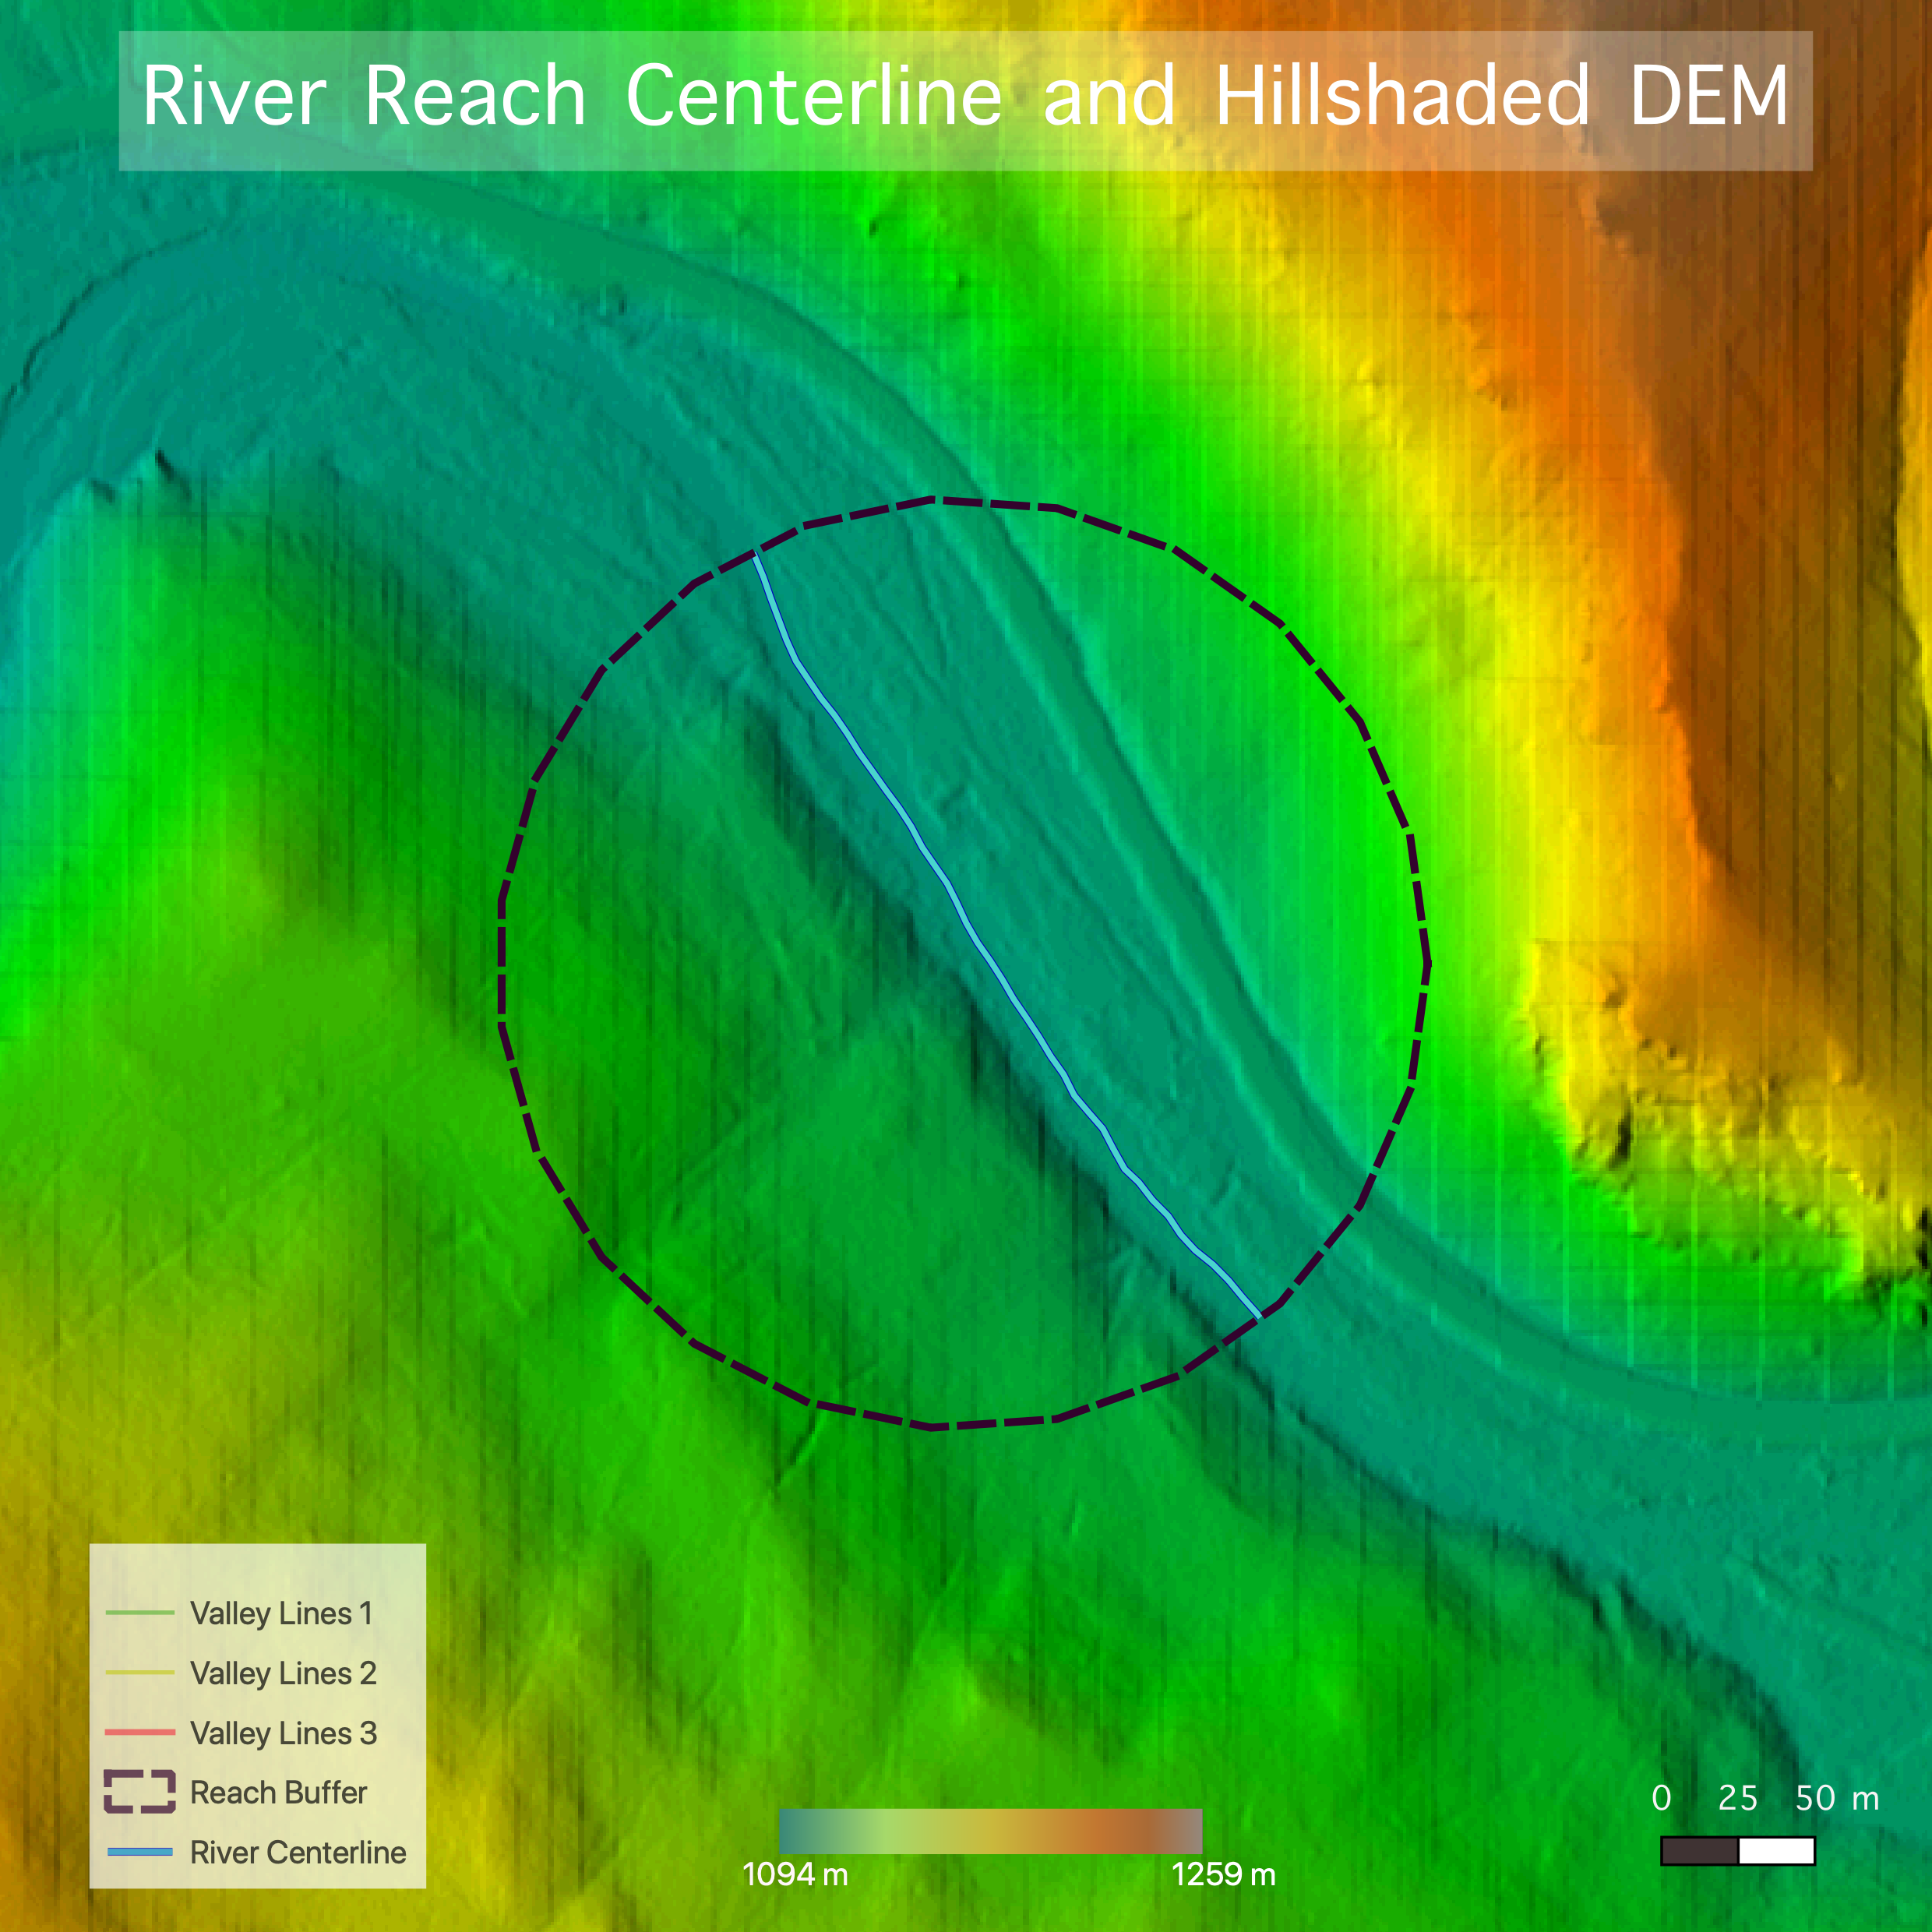 River Reach Centerline and Hillshaded DEM
Valley Lines 1
Valley Lines 2
Valley Lines 3
Reach Buffer
River Centerline
1094 m 1259 m
0 25 50 m